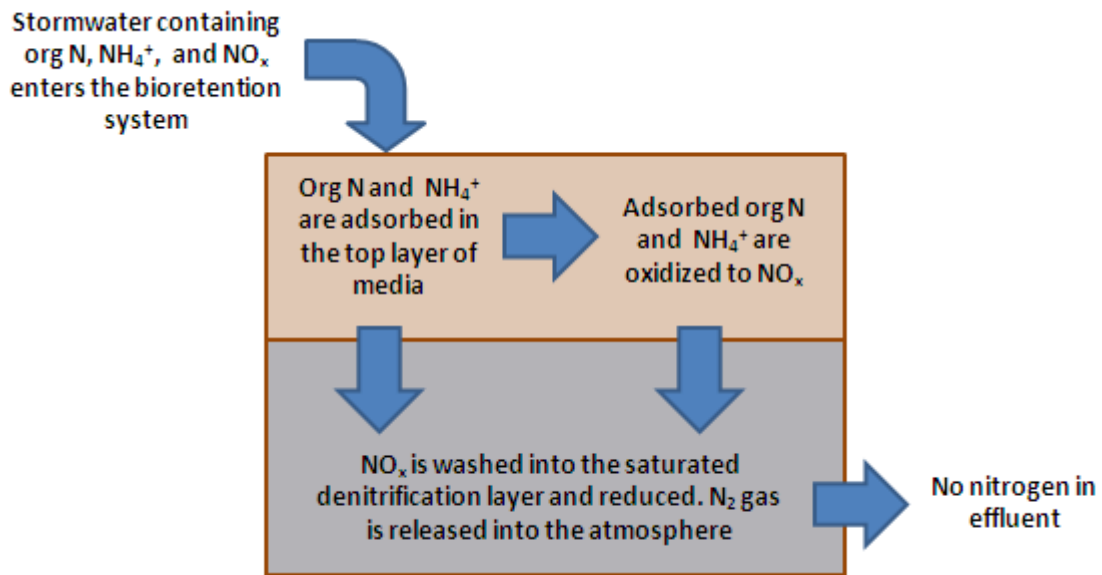 Stormwater containing
org N, NH₄⁺, and NOₓ
enters the bioretention
system
Org N and NH₄⁺
are adsorbed in
the top layer of
media
Adsorbed org N
and NH₄⁺ are
oxidized to NOₓ
NOₓ is washed into the saturated
denitrification layer and reduced. N₂ gas
is released into the atmosphere
No nitrogen in
effluent